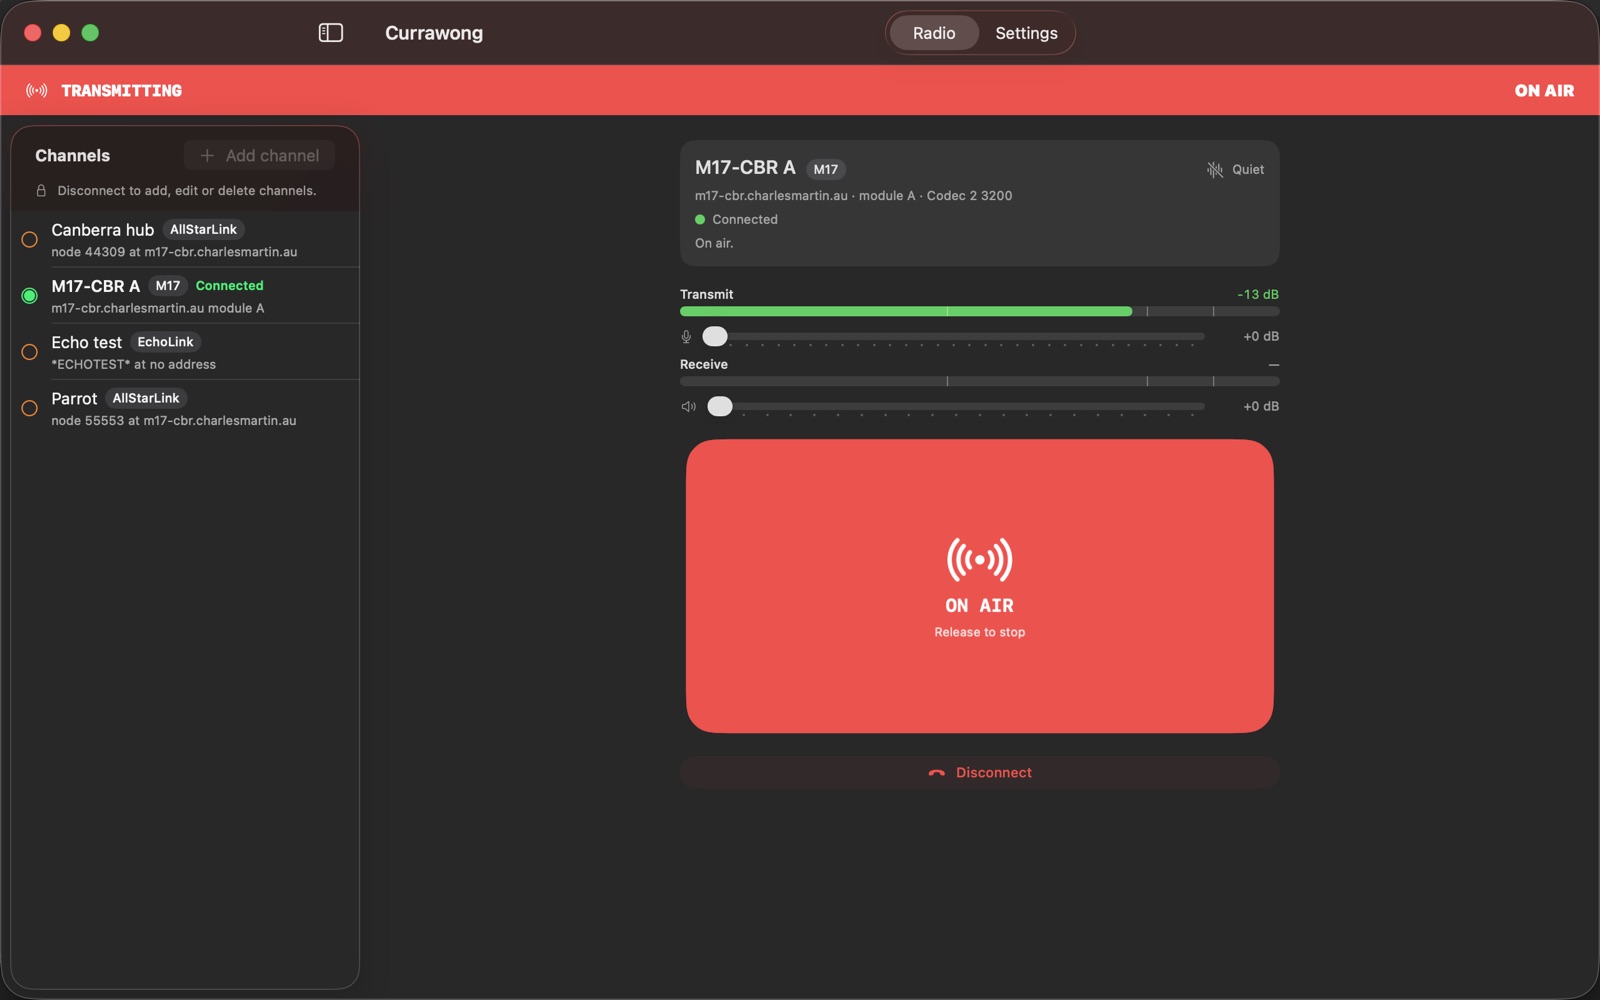 Currawong
Radio
Settings
TRANSMITTING
ON AIR
Channels
Add channel
Disconnect to add, edit or delete channels.
Canberra hub AllStarLink
node 44309 at m17-cbr.charlesmartin.au
M17-CBR A M17 Connected
m17-cbr.charlesmartin.au module A
Echo test EchoLink
*ECHOTEST* at no address
Parrot AllStarLink
node 55553 at m17-cbr.charlesmartin.au
M17-CBR A M17
Quiet
m17-cbr.charlesmartin.au · module A · Codec 2 3200
Connected
On air.
Transmit -13 dB
+0 dB
Receive —
+0 dB
ON AIR
Release to stop
Disconnect